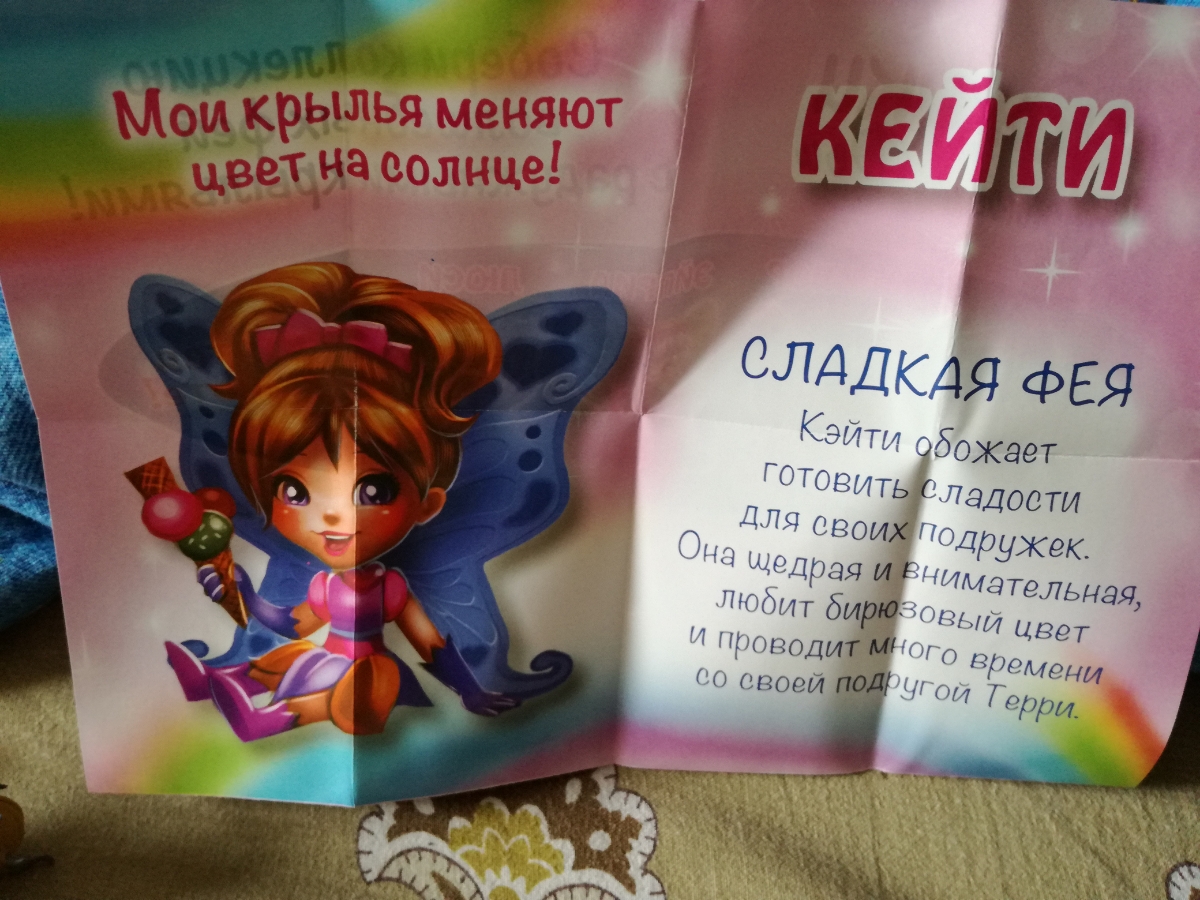 Мои крылья меняют
цвет на солнце!
КЕЙТИ
СЛАДКАЯ ФЕЯ
Кэйти обожает
готовить сладости
для своих подружек.
Она щедрая и внимательная,
любит бирюзовый цвет
и проводит много времени
со своей подругой Терри.